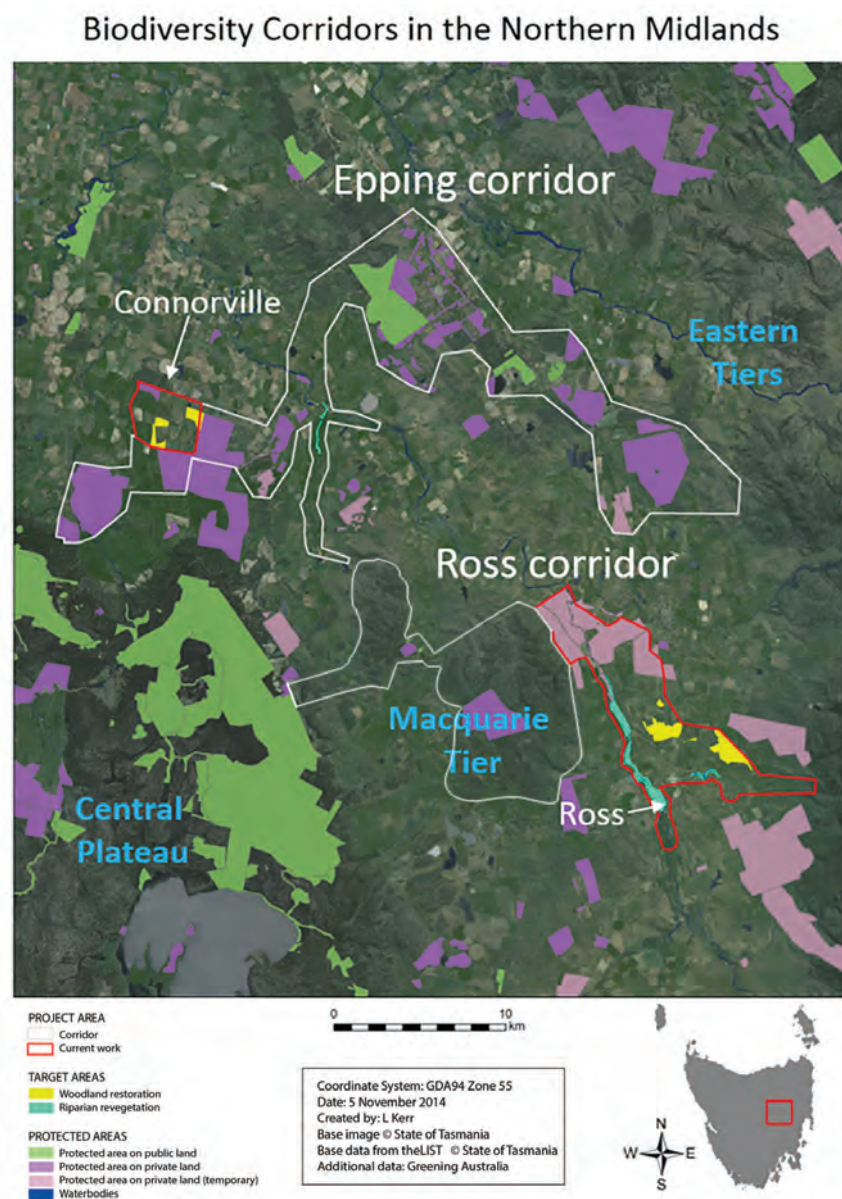 Biodiversity Corridors in the Northern Midlands
Epping corridor
Connorville
Eastern
Tiers
Ross corridor
Macquarie
Tier
Ross
Central
Plateau
PROJECT AREA
Corridor
Current work
TARGET AREAS
Woodland restoration
Riparian revegetation
PROTECTED AREAS
Protected area on public land
Protected area on private land
Protected area on private land (temporary)
Waterbodies
0 10
km
Coordinate System: GDA94 Zone 55
Date: 5 November 2014
Created by: L Kerr
Base image © State of Tasmania
Base data from theLIST © State of Tasmania
Additional data: Greening Australia
N
W E
S